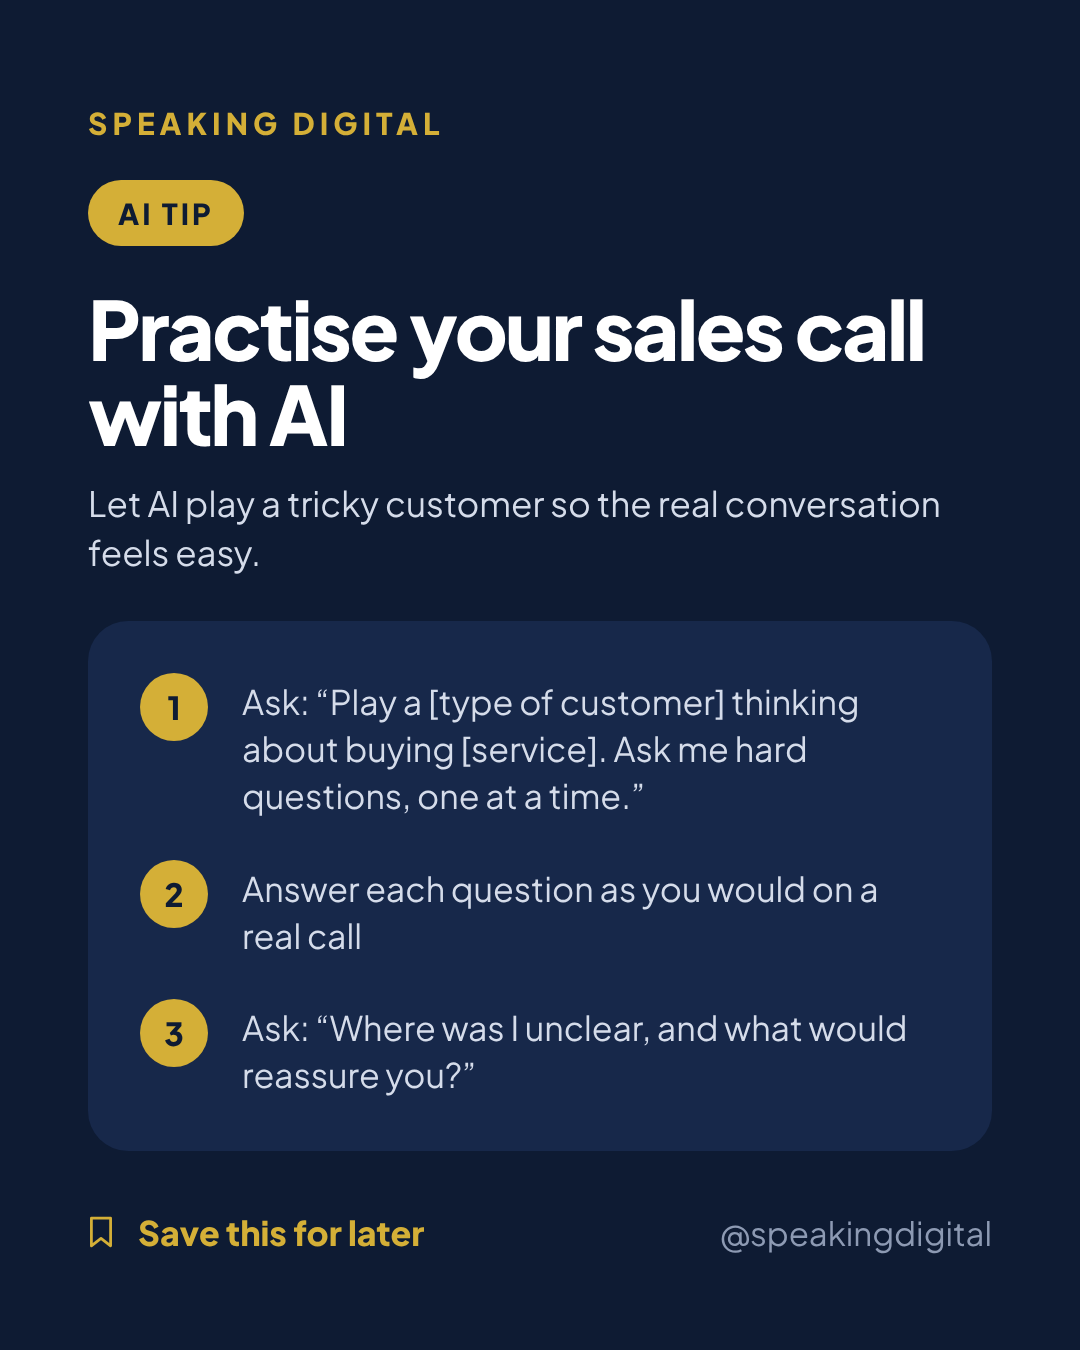 SPEAKING DIGITAL
AI TIP
Practise your sales call
with AI
Let AI play a tricky customer so the real conversation
feels easy.
1
Ask: “Play a [type of customer] thinking
about buying [service]. Ask me hard
questions, one at a time.”
2
Answer each question as you would on a
real call
3
Ask: “Where was I unclear, and what would
reassure you?”
Save this for later
@speakingdigital